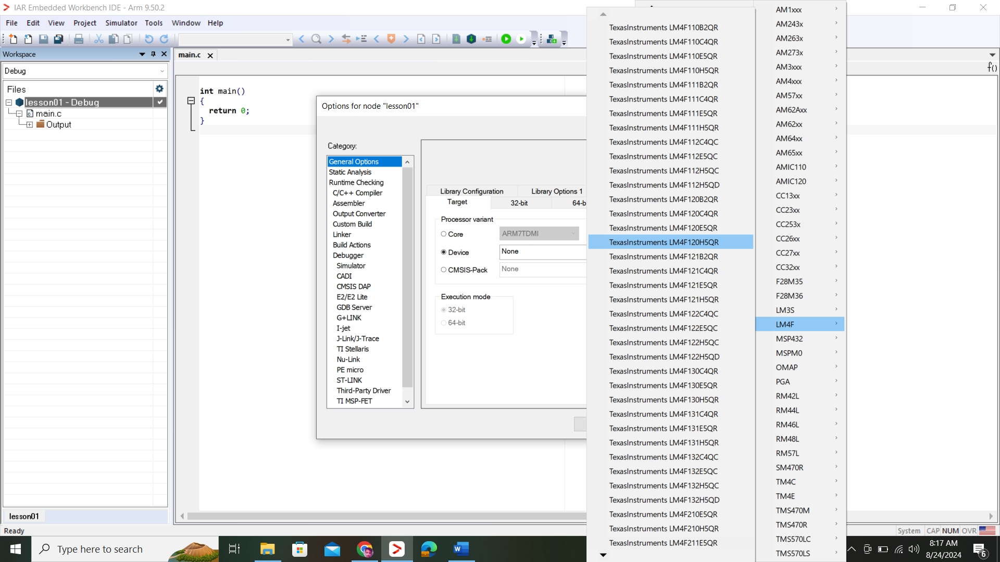 IAR Embedded Workbench IDE - Arm 9.50.2
File Edit View Project Simulator Tools Window Help
Workspace
Debug
Files
lesson01 - Debug
main.c
Output
lesson01
main.c
f()
int main()
{
return 0;
}
Options for node "lesson01"
Category:
General Options
Static Analysis
Runtime Checking
C/C++ Compiler
Assembler
Output Converter
Custom Build
Linker
Build Actions
Debugger
Simulator
CADI
CMSIS DAP
E2/E2 Lite
GDB Server
G+LINK
I-jet
J-Link/J-Trace
TI Stellaris
Nu-Link
PE micro
ST-LINK
Third-Party Driver
TI MSP-FET
Library Configuration Library Options 1
Target 32-bit 64-b
Processor variant
Core ARM7TDMI
Device None
CMSIS-Pack None
Execution mode
32-bit
64-bit
TexasInstruments LM4F110B2QR
TexasInstruments LM4F110C4QR
TexasInstruments LM4F110E5QR
TexasInstruments LM4F110H5QR
TexasInstruments LM4F111B2QR
TexasInstruments LM4F111C4QR
TexasInstruments LM4F111E5QR
TexasInstruments LM4F111H5QR
TexasInstruments LM4F112C4QC
TexasInstruments LM4F112E5QC
TexasInstruments LM4F112H5QC
TexasInstruments LM4F112H5QD
TexasInstruments LM4F120B2QR
TexasInstruments LM4F120C4QR
TexasInstruments LM4F120E5QR
TexasInstruments LM4F120H5QR
TexasInstruments LM4F121B2QR
TexasInstruments LM4F121C4QR
TexasInstruments LM4F121E5QR
TexasInstruments LM4F121H5QR
TexasInstruments LM4F122C4QC
TexasInstruments LM4F122E5QC
TexasInstruments LM4F122H5QC
TexasInstruments LM4F122H5QD
TexasInstruments LM4F130C4QR
TexasInstruments LM4F130E5QR
TexasInstruments LM4F130H5QR
TexasInstruments LM4F131C4QR
TexasInstruments LM4F131E5QR
TexasInstruments LM4F131H5QR
TexasInstruments LM4F132C4QC
TexasInstruments LM4F132E5QC
TexasInstruments LM4F132H5QC
TexasInstruments LM4F132H5QD
TexasInstruments LM4F210E5QR
TexasInstruments LM4F210H5QR
TexasInstruments LM4F211E5QR
AM1xxx
AM243x
AM263x
AM273x
AM3xxx
AM4xxx
AM57xx
AM62Axx
AM62xx
AM64xx
AM65xx
AMIC110
AMIC120
CC13xx
CC23xx
CC253x
CC26xx
CC27xx
CC32xx
F28M35
F28M36
LM3S
LM4F
MSP432
MSPM0
OMAP
PGA
RM42L
RM44L
RM46L
RM48L
RM57L
SM470R
TM4C
TM4E
TMS470M
TMS470R
TMS570LC
TMS570LS
Ready
System CAP NUM OVR
Type here to search
8:17 AM
8/24/2024
6